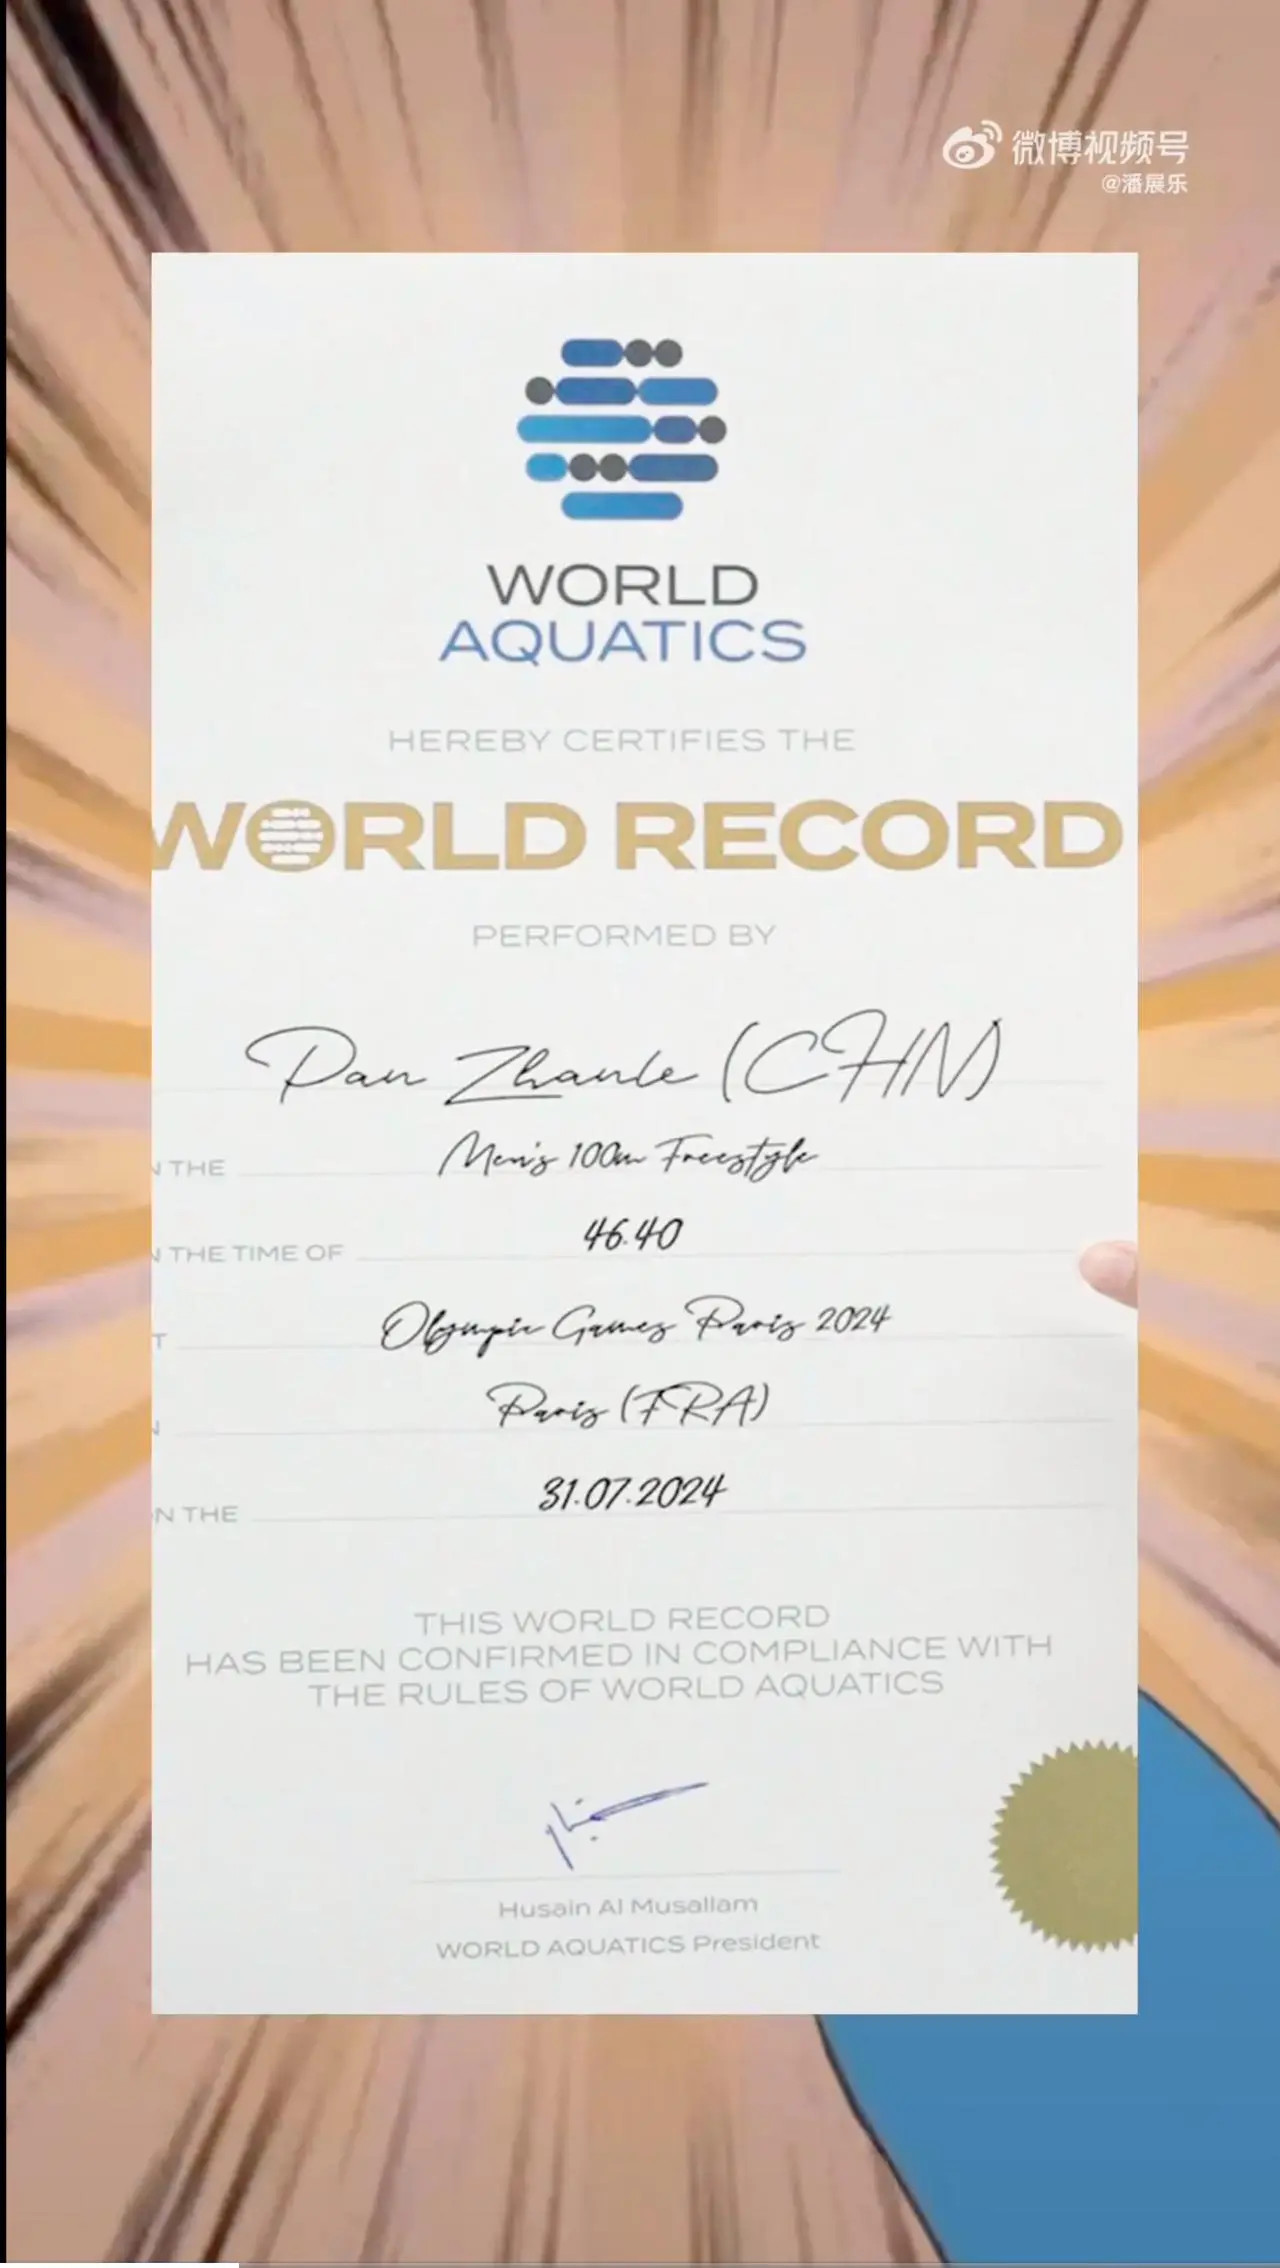 微博视频号
@潘展乐
WORLD
AQUATICS
HEREBY CERTIFIES THE
WORLD RECORD
PERFORMED BY
Pan Zhanle (CHN)
N THE Men's 100m Freestyle
N THE TIME OF 46.40
T Olympic Games Paris 2024
N Paris (FRA)
ON THE 31.07.2024
THIS WORLD RECORD
HAS BEEN CONFIRMED IN COMPLIANCE WITH
THE RULES OF WORLD AQUATICS
Husain Al Musallam
WORLD AQUATICS President